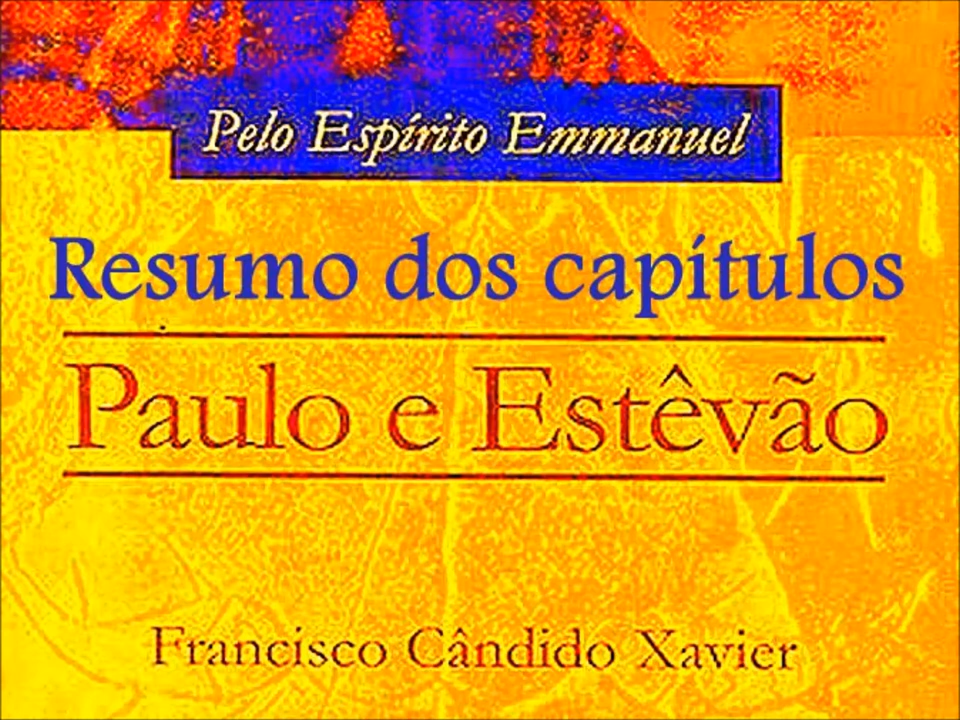 Pelo Espírito Emmanuel
Resumo dos capítulos
Paulo e Estêvão
Francisco Cândido Xavier